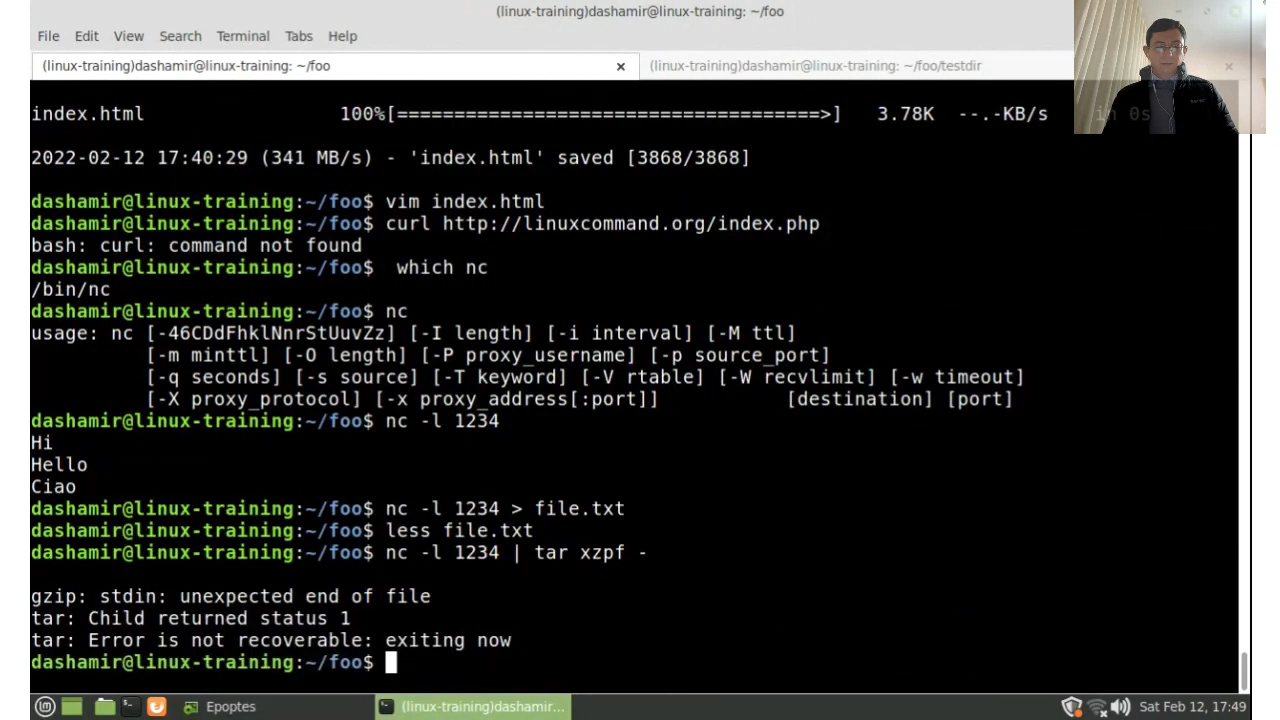 (linux-training)dashamir@linux-training: ~/foo
File Edit View Search Terminal Tabs Help
(linux-training)dashamir@linux-training: ~/foo × (linux-training)dashamir@linux-training: ~/foo/testdir ×
index.html 100%[=====================================>] 3.78K --.-KB/s in 0s
2022-02-12 17:40:29 (341 MB/s) - 'index.html' saved [3868/3868]
dashamir@linux-training:~/foo$ vim index.html
dashamir@linux-training:~/foo$ curl http://linuxcommand.org/index.php
bash: curl: command not found
dashamir@linux-training:~/foo$  which nc
/bin/nc
dashamir@linux-training:~/foo$ nc
usage: nc [-46CDdFhklNnrStUuvZz] [-I length] [-i interval] [-M ttl]
[-m minttl] [-O length] [-P proxy_username] [-p source_port]
[-q seconds] [-s source] [-T keyword] [-V rtable] [-W recvlimit] [-w timeout]
[-X proxy_protocol] [-x proxy_address[:port]] [destination] [port]
dashamir@linux-training:~/foo$ nc -l 1234
Hi
Hello
Ciao
dashamir@linux-training:~/foo$ nc -l 1234 > file.txt
dashamir@linux-training:~/foo$ less file.txt
dashamir@linux-training:~/foo$ nc -l 1234 | tar xzpf -
gzip: stdin: unexpected end of file
tar: Child returned status 1
tar: Error is not recoverable: exiting now
dashamir@linux-training:~/foo$
Epoptes (linux-training)dashamir... Sat Feb 12, 17:49